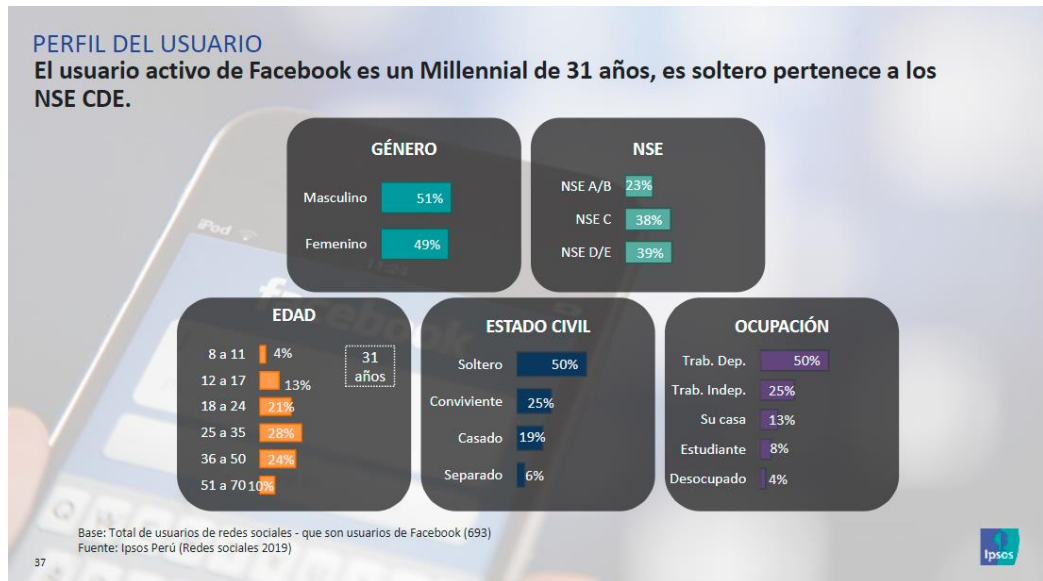 PERFIL DEL USUARIO
El usuario activo de Facebook es un Millennial de 31 años, es soltero pertenece a los
NSE CDE.
GÉNERO
Masculino 51%
Femenino 49%
NSE
NSE A/B 23%
NSE C 38%
NSE D/E 39%
EDAD
8 a 11 4%
12 a 17 13%
18 a 24 21%
25 a 35 28%
36 a 50 24%
51 a 70 10%
31
años
ESTADO CIVIL
Soltero 50%
Conviviente 25%
Casado 19%
Separado 6%
OCUPACIÓN
Trab. Dep. 50%
Trab. Indep. 25%
Su casa 13%
Estudiante 8%
Desocupado 4%
iPod
facebook
Base: Total de usuarios de redes sociales - que son usuarios de Facebook (693)
Fuente: Ipsos Perú (Redes sociales 2019)
37
Ipsos